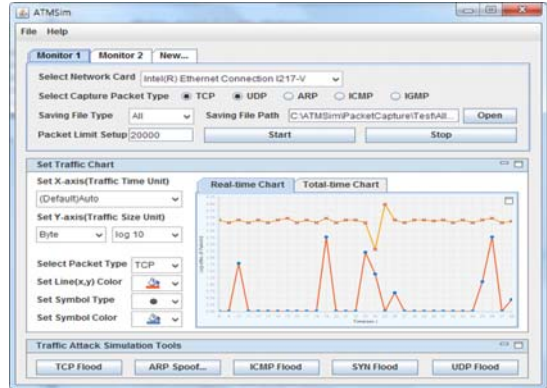 ATMSim
File Help
Monitor 1 Monitor 2 New...
Select Network Card Intel(R) Ethernet Connection I217-V
Select Capture Packet Type TCP UDP ARP ICMP IGMP
Saving File Type All Saving File Path C:\ATMSim\PacketCapture\Test\All... Open
Packet Limit Setup 20000 Start Stop
Set Traffic Chart
Set X-axis(Traffic Time Unit)
(Default)Auto
Set Y-axis(Traffic Size Unit)
Byte log 10
Select Packet Type TCP
Set Line(x,y) Color
Set Symbol Type
Set Symbol Color
Real-time Chart Total-time Chart
Traffic Attack Simulation Tools
TCP Flood ARP Spoof... ICMP Flood SYN Flood UDP Flood